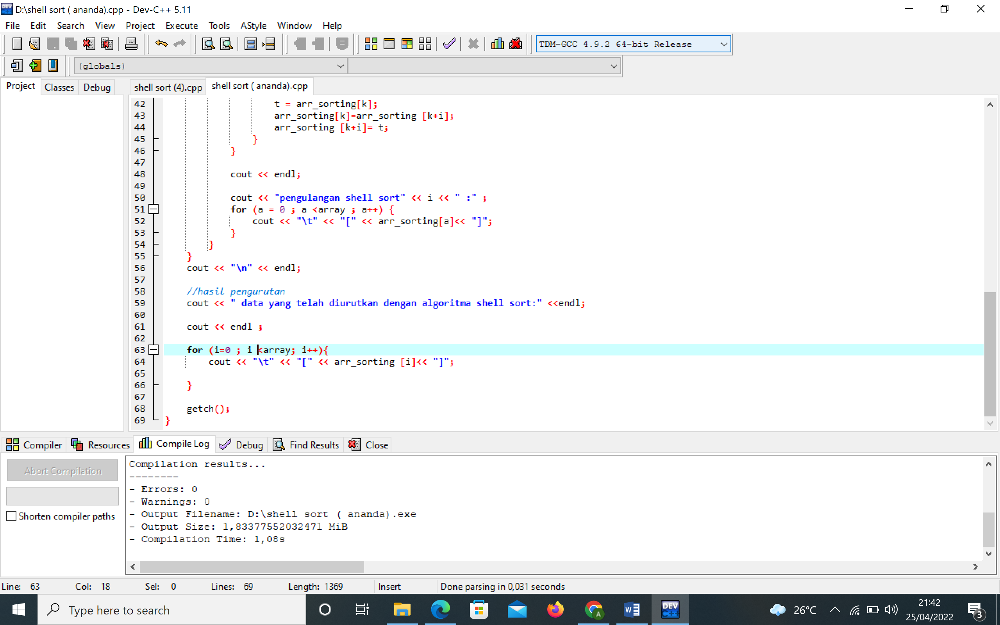 D:\shell sort ( ananda).cpp - Dev-C++ 5.11
File Edit Search View Project Execute Tools AStyle Window Help
TDM-GCC 4.9.2 64-bit Release
(globals)
Project Classes Debug shell sort (4).cpp shell sort ( ananda).cpp
42 t = arr_sorting[k];
43 arr_sorting[k]=arr_sorting [k+i];
44 arr_sorting [k+i]= t;
45 }
46 }
47
48 cout << endl;
49
50 cout << "pengulangan shell sort" << i << " :" ;
51 for (a = 0 ; a <array ; a++) {
52 cout << "\t" << "[" << arr_sorting[a]<< "]";
53 }
54 }
55 }
56 cout << "\n" << endl;
57
58 //hasil pengurutan
59 cout << " data yang telah diurutkan dengan algoritma shell sort:" <<endl;
60
61 cout << endl ;
62
63 for (i=0 ; i <array; i++){
64 cout << "\t" << "[" << arr_sorting [i]<< "]";
65
66 }
67
68 getch();
69 }
Compiler Resources Compile Log Debug Find Results Close
Abort Compilation
Shorten compiler paths
Compilation results...
--------
- Errors: 0
- Warnings: 0
- Output Filename: D:\shell sort ( ananda).exe
- Output Size: 1,83377552032471 MiB
- Compilation Time: 1,08s
Line: 63 Col: 18 Sel: 0 Lines: 69 Length: 1369 Insert Done parsing in 0,031 seconds
Type here to search
DEV C++
26°C
21:42
25/04/2022
3